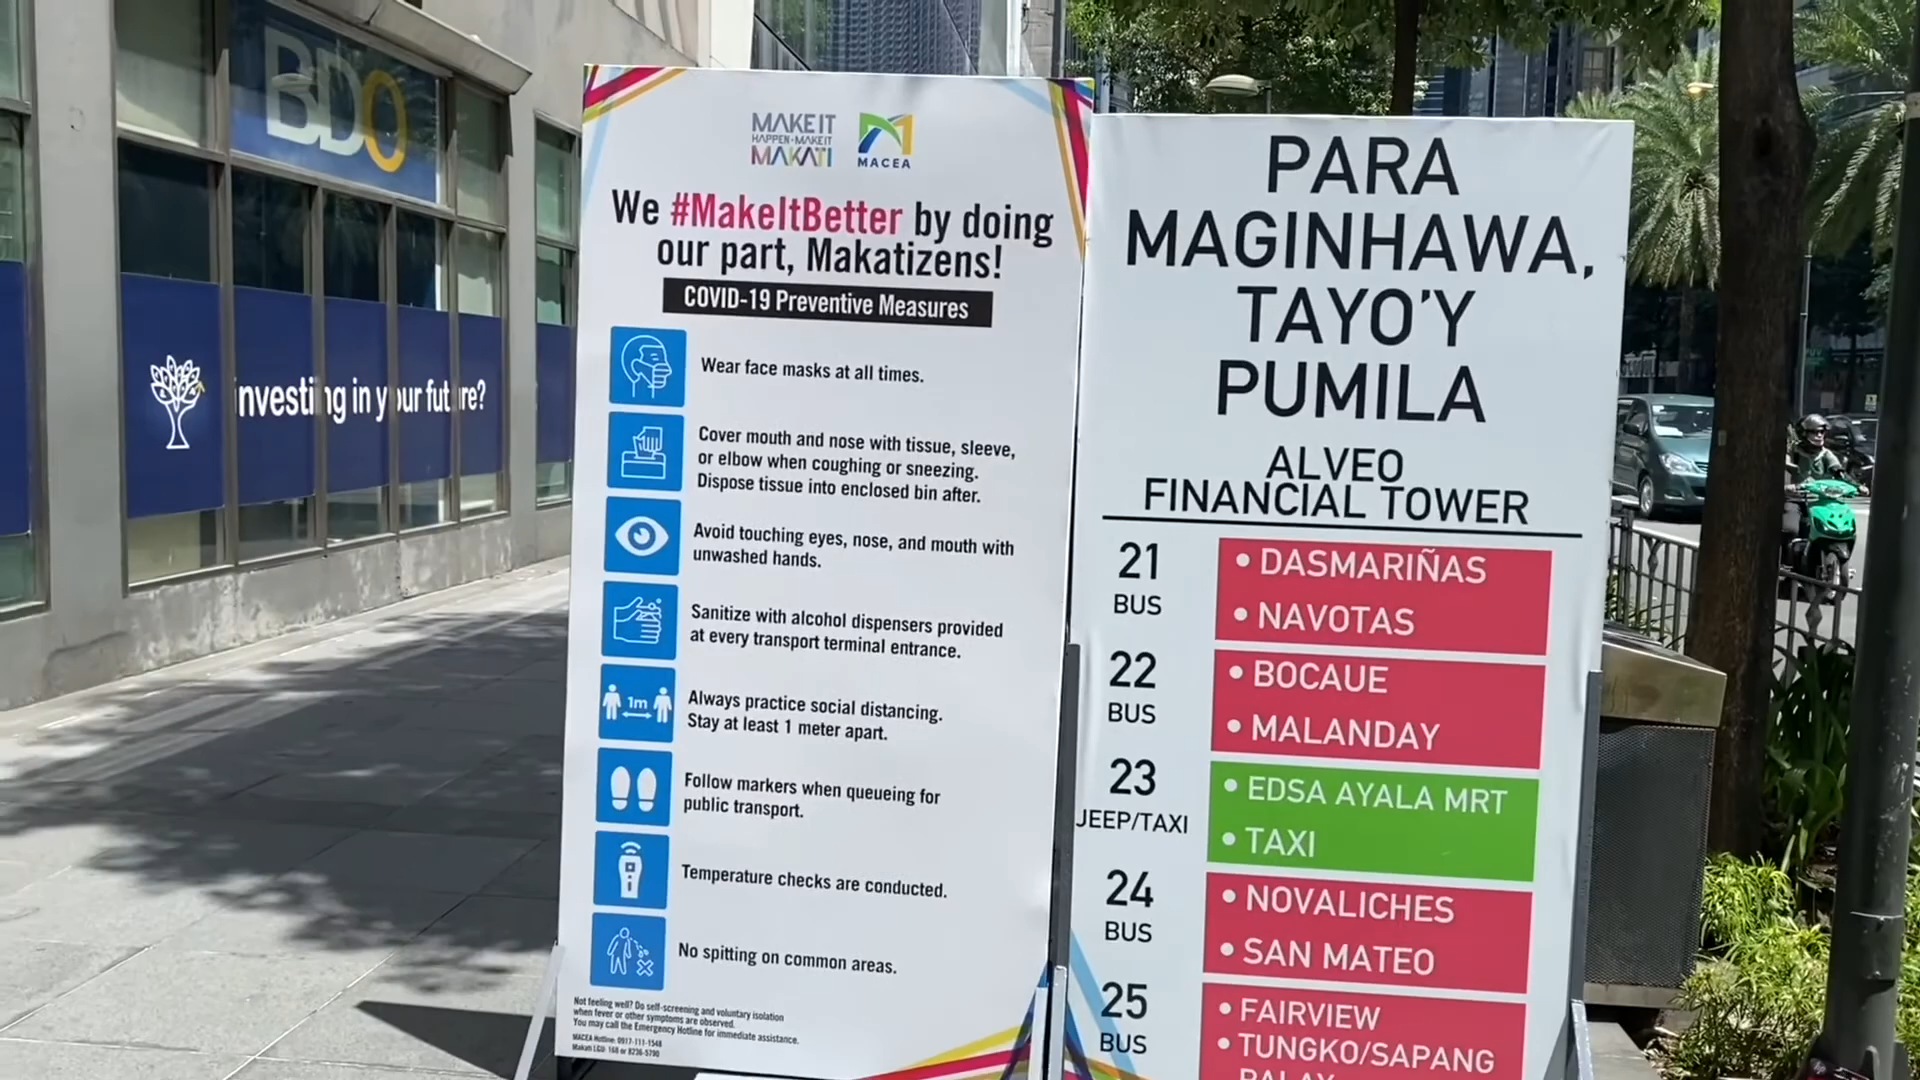 BDO
investing in your future?
MAKE IT
HAPPEN • MAKE IT
MAKATI
MACEA
We #MakeItBetter by doing
our part, Makatizens!
COVID-19 Preventive Measures
Wear face masks at all times.
Cover mouth and nose with tissue, sleeve,
or elbow when coughing or sneezing.
Dispose tissue into enclosed bin after.
Avoid touching eyes, nose, and mouth with
unwashed hands.
Sanitize with alcohol dispensers provided
at every transport terminal entrance.
1m
Always practice social distancing.
Stay at least 1 meter apart.
Follow markers when queueing for
public transport.
Temperature checks are conducted.
No spitting on common areas.
Not feeling well? Do self-screening and voluntary isolation
when fever or other symptoms are observed.
You may call the Emergency Hotline for immediate assistance.
MACEA Hotline: 0917-111-1548
Makati LGU: 168 or 8236-5790
PARA
MAGINHAWA,
TAYO'Y
PUMILA
ALVEO
FINANCIAL TOWER
21
BUS
• DASMARIÑAS
• NAVOTAS
22
BUS
• BOCAUE
• MALANDAY
23
JEEP/TAXI
• EDSA AYALA MRT
• TAXI
24
BUS
• NOVALICHES
• SAN MATEO
25
BUS
• FAIRVIEW
• TUNGKO/SAPANG
PALAY